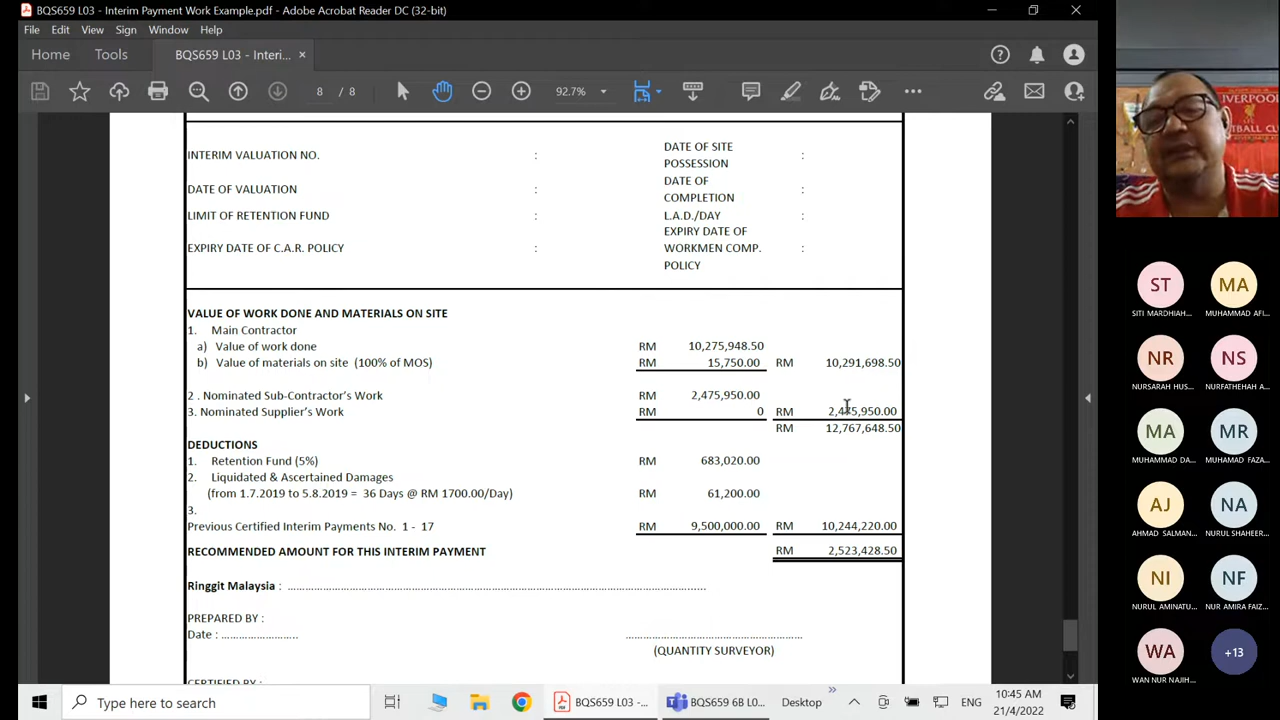 BQS659 L03 - Interim Payment Work Example.pdf - Adobe Acrobat Reader DC (32-bit)
File Edit View Sign Window Help
Home Tools BQS659 L03 - Interi... ×
8 / 8 92.7%
INTERIM VALUATION NO. : DATE OF SITE POSSESSION :
DATE OF VALUATION : DATE OF COMPLETION :
LIMIT OF RETENTION FUND : L.A.D./DAY :
EXPIRY DATE OF C.A.R. POLICY : EXPIRY DATE OF WORKMEN COMP. POLICY :
VALUE OF WORK DONE AND MATERIALS ON SITE
1. Main Contractor
a) Value of work done RM 10,275,948.50
b) Value of materials on site (100% of MOS) RM 15,750.00 RM 10,291,698.50
2 . Nominated Sub-Contractor's Work RM 2,475,950.00
3. Nominated Supplier's Work RM 0 RM 2,475,950.00
RM 12,767,648.50
DEDUCTIONS
1. Retention Fund (5%) RM 683,020.00
2. Liquidated & Ascertained Damages
(from 1.7.2019 to 5.8.2019 = 36 Days @ RM 1700.00/Day) RM 61,200.00
3.
Previous Certified Interim Payments No. 1 - 17 RM 9,500,000.00 RM 10,244,220.00
RECOMMENDED AMOUNT FOR THIS INTERIM PAYMENT RM 2,523,428.50
Ringgit Malaysia : ……………………………………………………………………………………………......
PREPARED BY :
Date : ……………………..
………………………………………………
(QUANTITY SURVEYOR)
CERTIFIED BY :
LIVERPOOL
FOOTBALL CLUB
ST MA
SITI MARDHIAH... MUHAMMAD AFI...
NR NS
NURSARAH HUS... NURFATHEHAH A...
MA MR
MUHAMMAD DA... MUHAMAD FAZA...
AJ NA
AHMAD SALMAN... NURUL SHAHEER...
NI NF
NURUL AMINATU... NUR AMIRA FAIZ...
WA +13
WAN NUR NAJIH...
Type here to search
BQS659 L03 -... BQS659 6B L0... Desktop » ENG 10:45 AM
21/4/2022